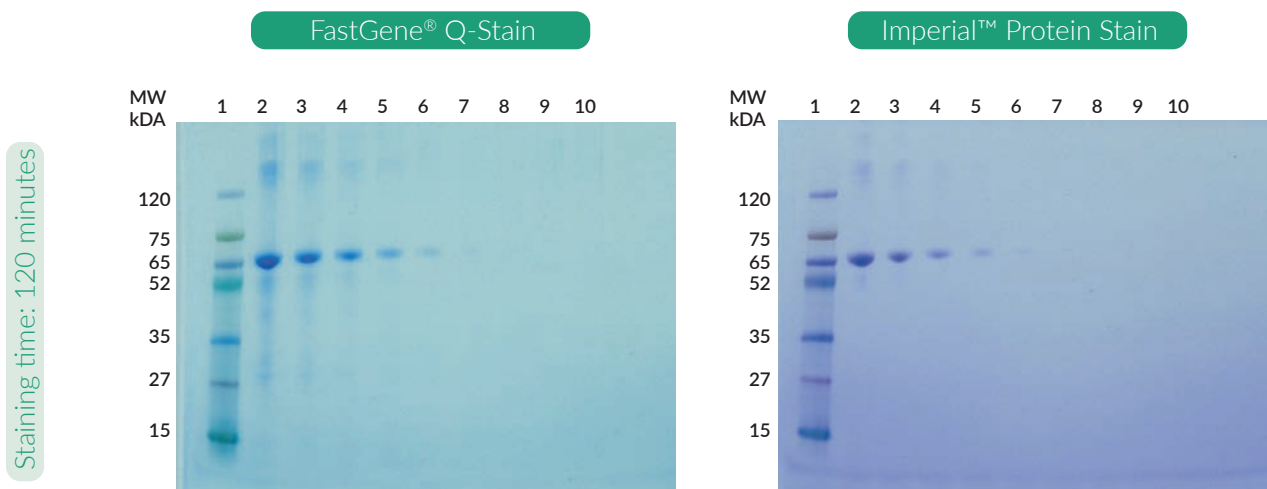 FastGene® Q-Stain
Imperial™ Protein Stain
Staining time: 120 minutes
MW
kDA
1 2 3 4 5 6 7 8 9 10
120
75
65
52
35
27
15
MW
kDA
1 2 3 4 5 6 7 8 9 10
120
75
65
52
35
27
15